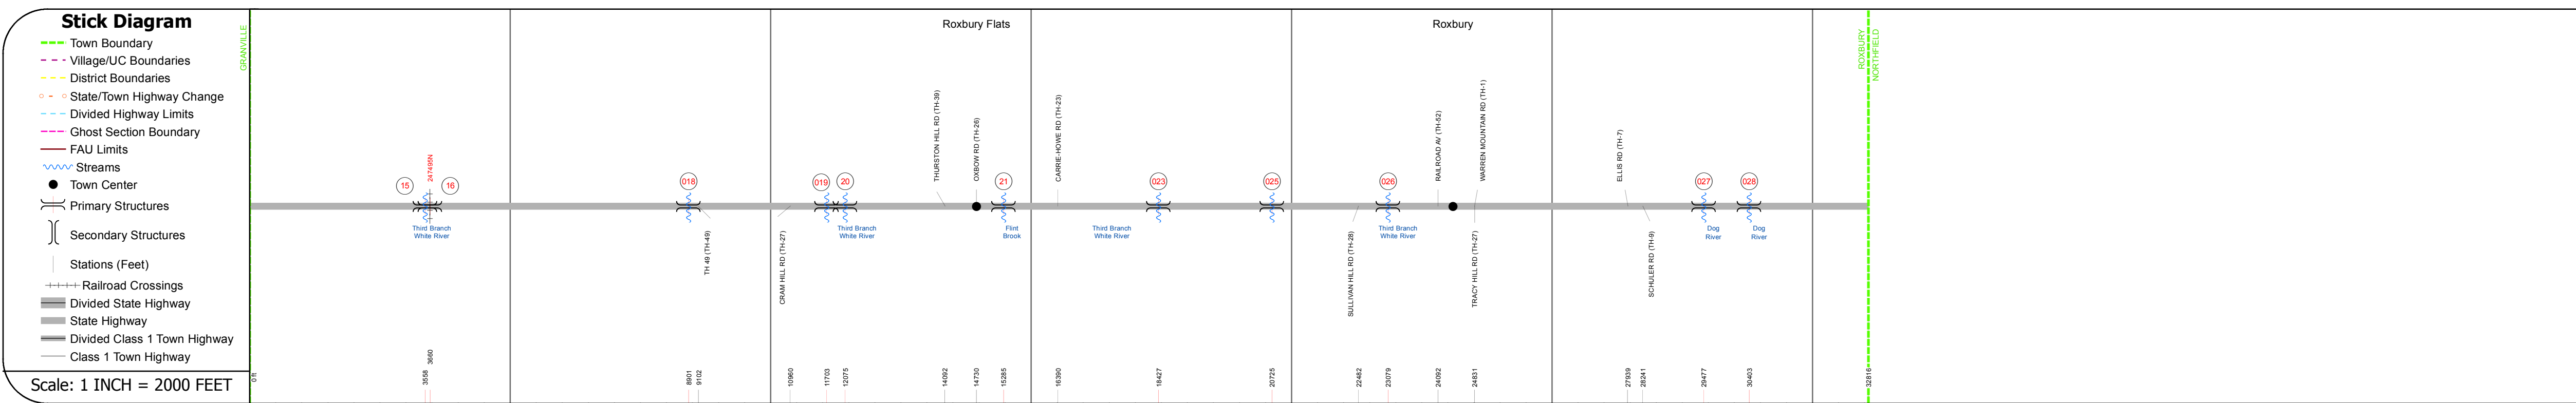 Stick Diagram
Town Boundary
Village/UC Boundaries
District Boundaries
State/Town Highway Change
Divided Highway Limits
Ghost Section Boundary
FAU Limits
Streams
Town Center
Primary Structures
Secondary Structures
Stations (Feet)
Railroad Crossings
Divided State Highway
State Highway
Divided Class 1 Town Highway
Class 1 Town Highway
Scale: 1 INCH = 2000 FEET
GRANVILLE
Roxbury Flats
Roxbury
ROXBURY
NORTHFIELD
15
247495N
16
018
019
20
21
023
025
026
027
028
THURSTON HILL RD (TH-39)
OXBOW RD (TH-26)
CARRIE-HOWE RD (TH-23)
RAILROAD AV (TH-52)
WARREN MOUNTAIN RD (TH-1)
ELLIS RD (TH-7)
Third Branch
White River
TH 49 (TH-49)
CRAM HILL RD (TH-27)
Third Branch
White River
Flint
Brook
Third Branch
White River
SULLIVAN HILL RD (TH-28)
Third Branch
White River
TRACY HILL RD (TH-27)
SCHULER RD (TH-9)
Dog
River
Dog
River
0 ft
3558
3660
8901
9102
10960
11703
12075
14092
14730
15285
16390
18427
20725
22482
23079
24092
24831
27939
28241
29477
30403
32816